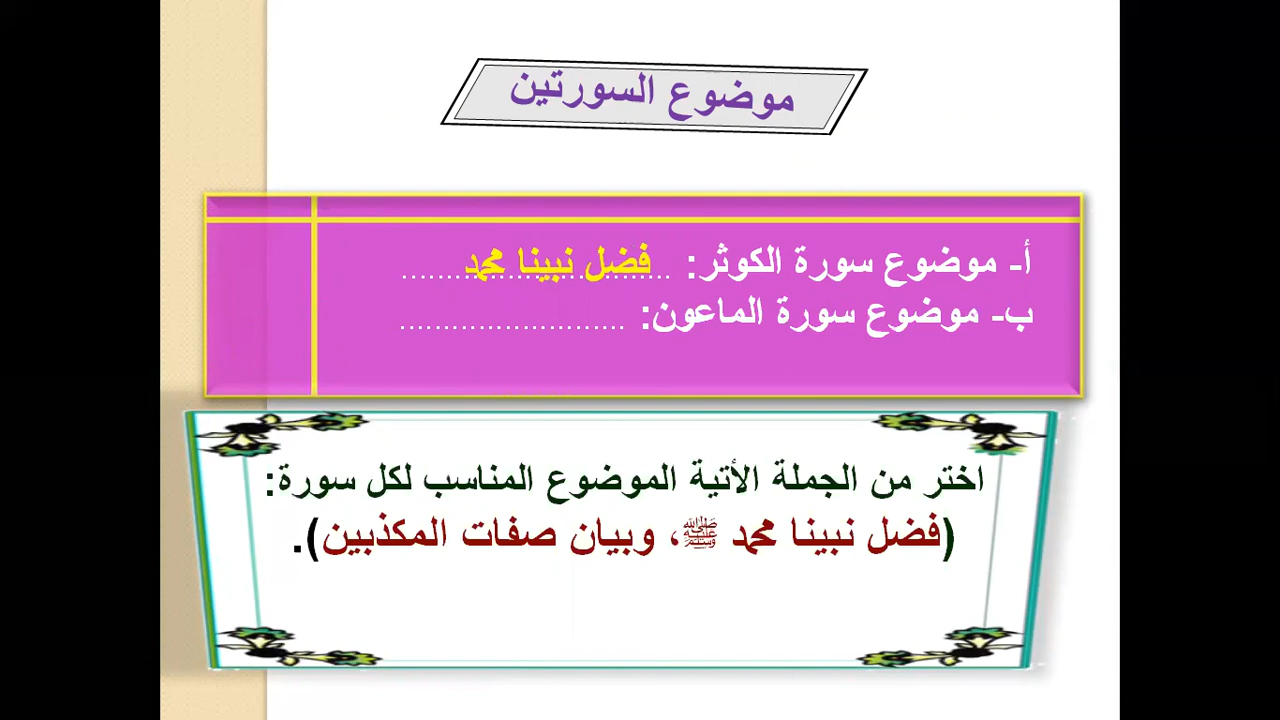 موضوع السورتين
أ- موضوع سورة الكوثر: فضل نبينا محمد
ب- موضوع سورة الماعون: ..........................
اختر من الجملة الأتية الموضوع المناسب لكل سورة:
(فضل نبينا محمد ﷺ، وبيان صفات المكذبين).